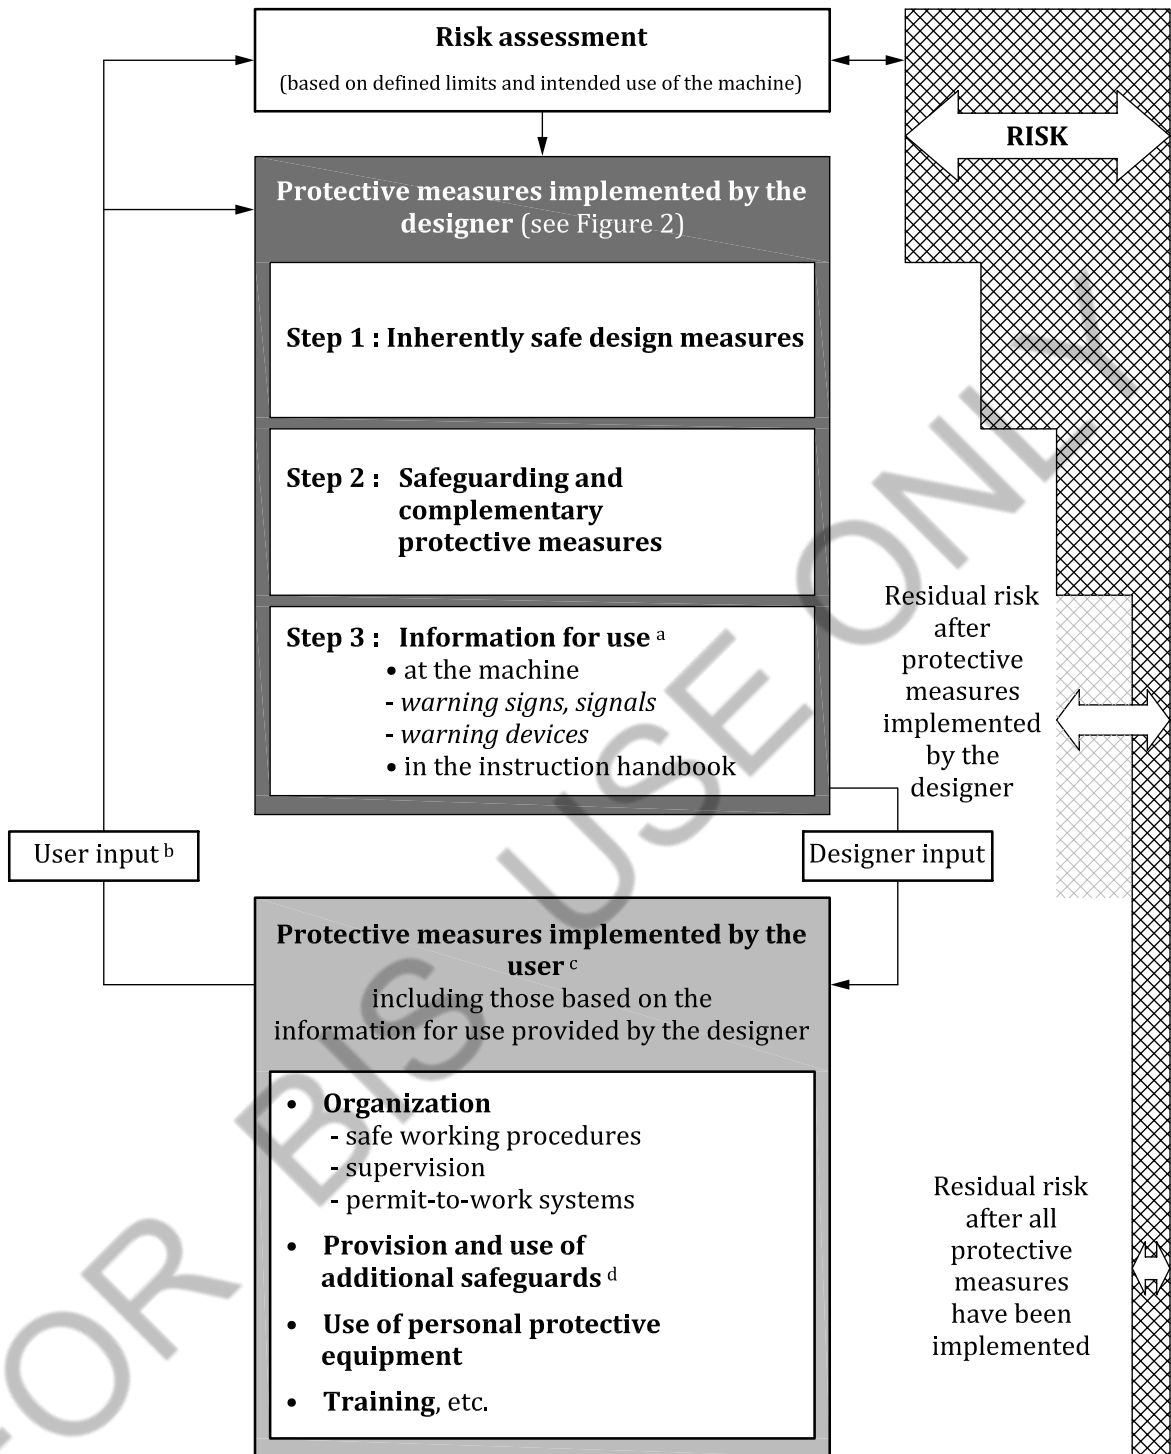 Risk assessment
(based on defined limits and intended use of the machine)
RISK
Protective measures implemented by the
designer (see Figure 2)
Step 1 : Inherently safe design measures
Step 2 : Safeguarding and
complementary
protective measures
Step 3 : Information for use a
• at the machine
- warning signs, signals
- warning devices
• in the instruction handbook
Residual risk
after
protective
measures
implemented
by the
designer
User input b
Designer input
Protective measures implemented by the
user c
including those based on the
information for use provided by the designer
• Organization
- safe working procedures
- supervision
- permit-to-work systems
• Provision and use of
additional safeguards d
• Use of personal protective
equipment
• Training, etc.
Residual risk
after all
protective
measures
have been
implemented
FOR BIS USE ONLY